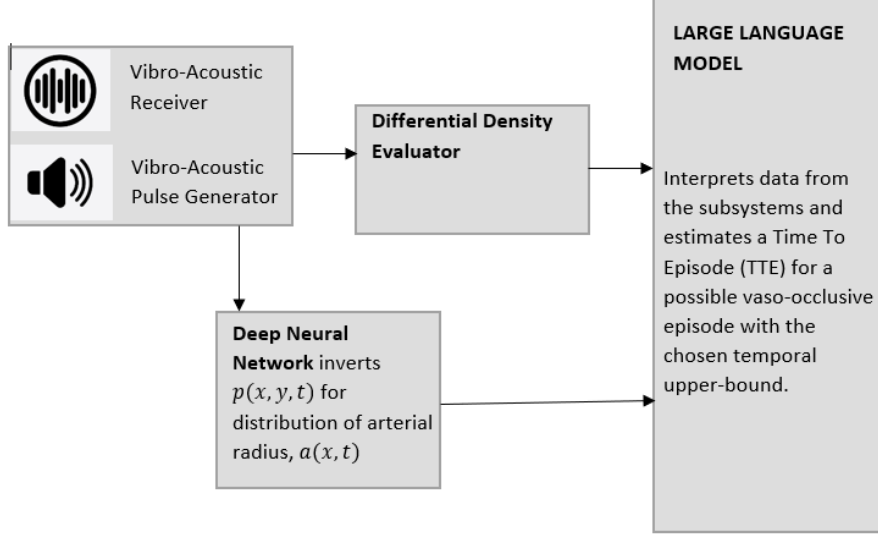 Vibro-Acoustic
Receiver
Vibro-Acoustic
Pulse Generator
Differential Density
Evaluator
Deep Neural
Network inverts
p(x, y, t) for
distribution of arterial
radius, a(x, t)
LARGE LANGUAGE
MODEL
Interprets data from
the subsystems and
estimates a Time To
Episode (TTE) for a
possible vaso-occlusive
episode with the
chosen temporal
upper-bound.